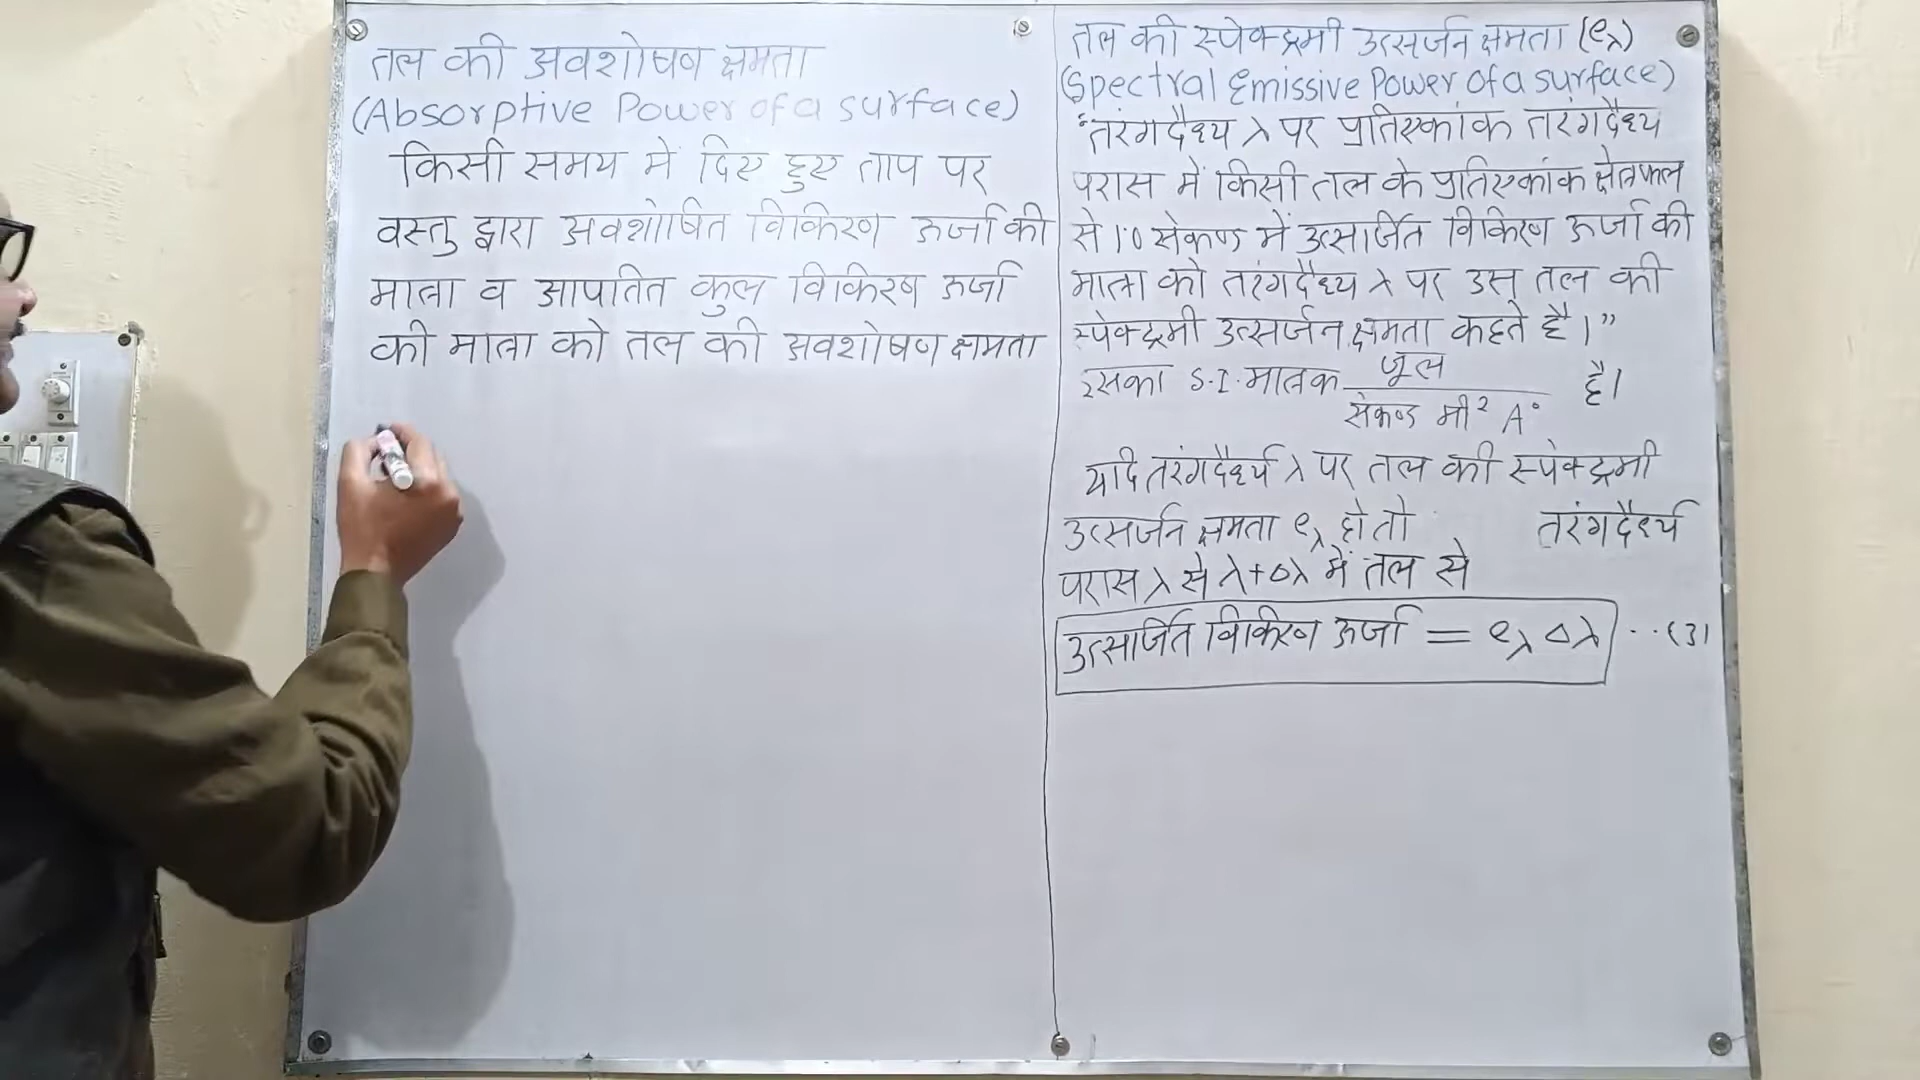 तल की अवशोषण क्षमता
(Absorptive Power of a surface)
किसी समय में दिए हुए ताप पर
वस्तु द्वारा अवशोषित विकिरण ऊर्जा की
मात्रा व आपतित कुल विकिरण ऊर्जा
की मात्रा को तल की अवशोषण क्षमता
तल की स्पेक्ट्रमी उत्सर्जन क्षमता (eλ)
(Spectral Emissive Power of a surface)
"तरंगदैध्य λ पर प्रतिएकांक तरंगदैध्य
परास में किसी तल के प्रतिएकांक क्षेत्रफल
से 1.0 सेकण्ड में उत्सर्जित विकिरण ऊर्जा की
मात्रा को तरंगदैध्य λ पर उस तल की
स्पेक्ट्रमी उत्सर्जन क्षमता कहते है।"
इसका S.I. मात्रक जूल / सेकण्ड मी² A° है।
यदि तरंगदैर्ध्य λ पर तल की स्पेक्ट्रमी
उत्सर्जन क्षमता eλ हो तो तरंगदैर्ध्य
परास λ से λ+Δλ में तल से
उत्सर्जित विकिरण ऊर्जा = eλ Δλ ...(3)